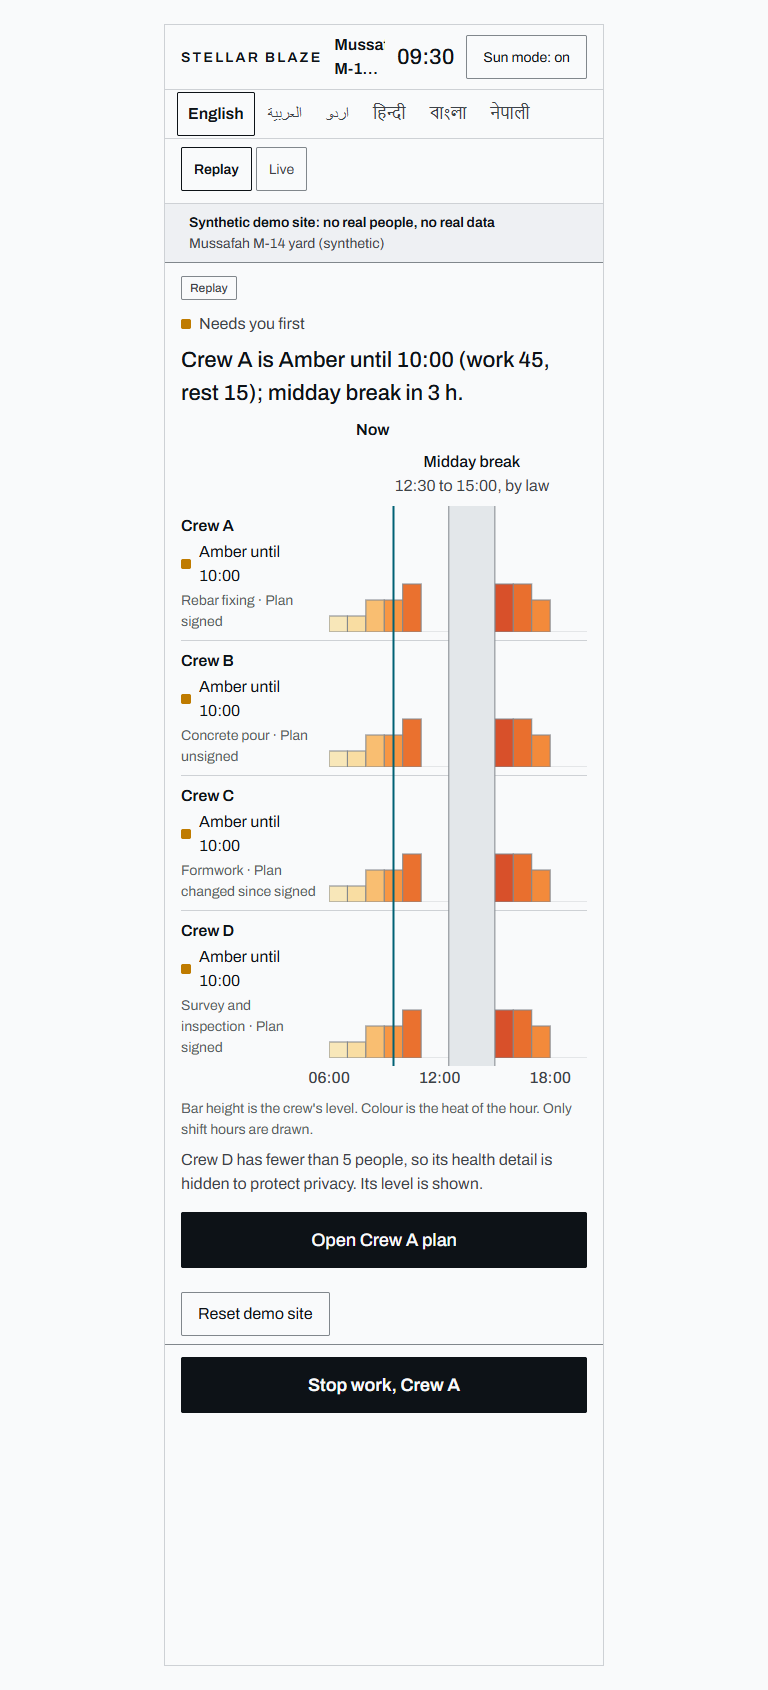 STELLAR BLAZE
Mussa
M-1...
09:30
Sun mode: on
English العربية اردو हिन्दी বাংলা नेपाली
Replay Live
Synthetic demo site: no real people, no real data
Mussafah M-14 yard (synthetic)
Replay
Needs you first
Crew A is Amber until 10:00 (work 45,
rest 15); midday break in 3 h.
Now
Midday break
12:30 to 15:00, by law
Crew A
Amber until
10:00
Rebar fixing · Plan
signed
Crew B
Amber until
10:00
Concrete pour · Plan
unsigned
Crew C
Amber until
10:00
Formwork · Plan
changed since signed
Crew D
Amber until
10:00
Survey and
inspection · Plan
signed
06:00 12:00 18:00
Bar height is the crew's level. Colour is the heat of the hour. Only
shift hours are drawn.
Crew D has fewer than 5 people, so its health detail is
hidden to protect privacy. Its level is shown.
Open Crew A plan
Reset demo site
Stop work, Crew A